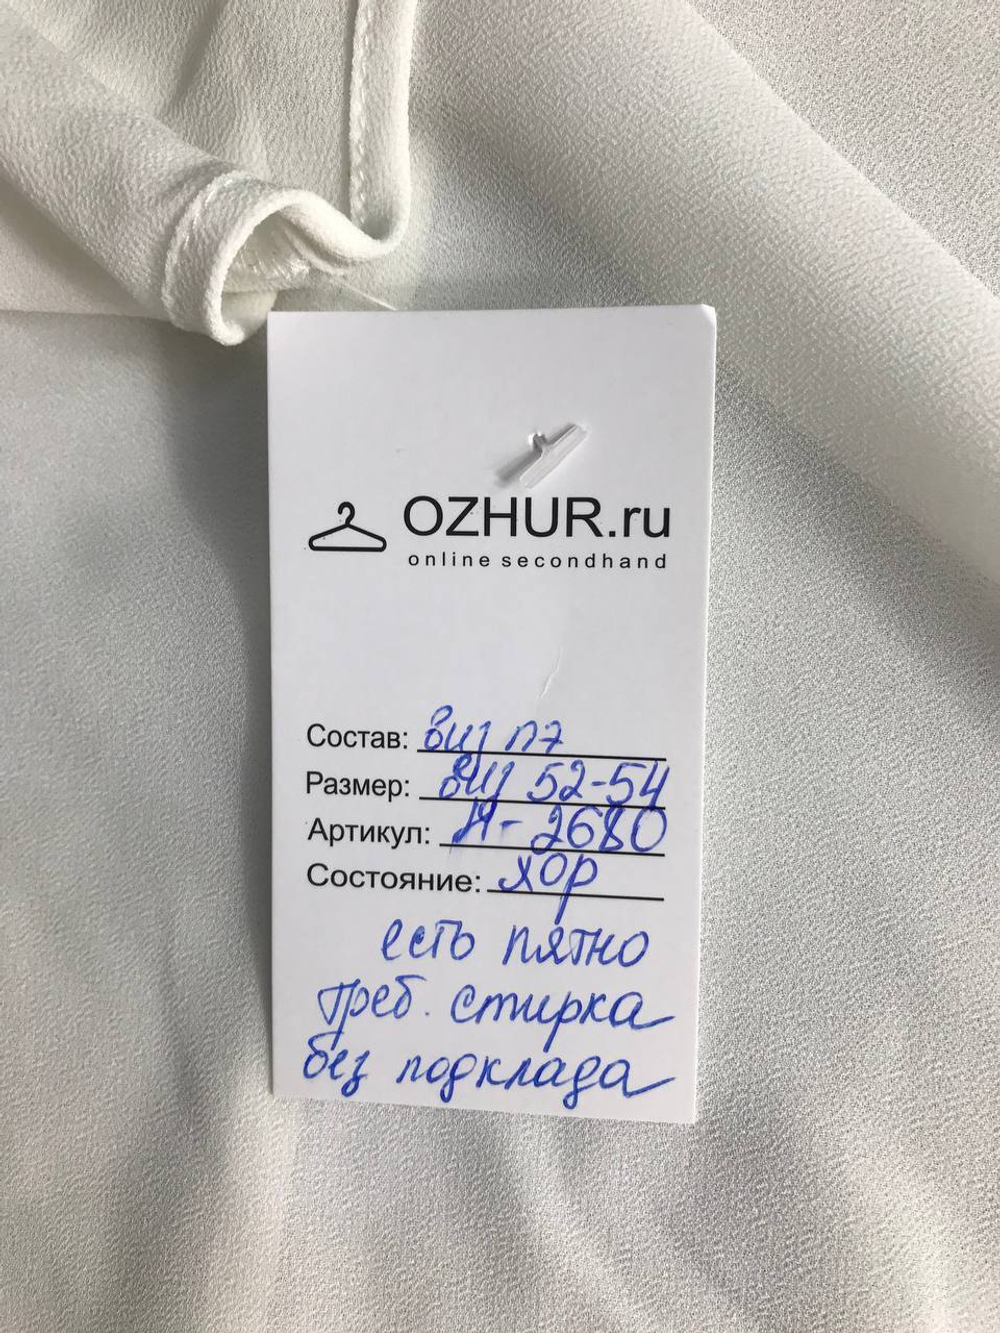 OZHUR.ru
online secondhand
Состав: виз пэ
Размер: виз 52-54
Артикул: Н-2680
Состояние: хор
есть пятно
треб. стирка
без подклада